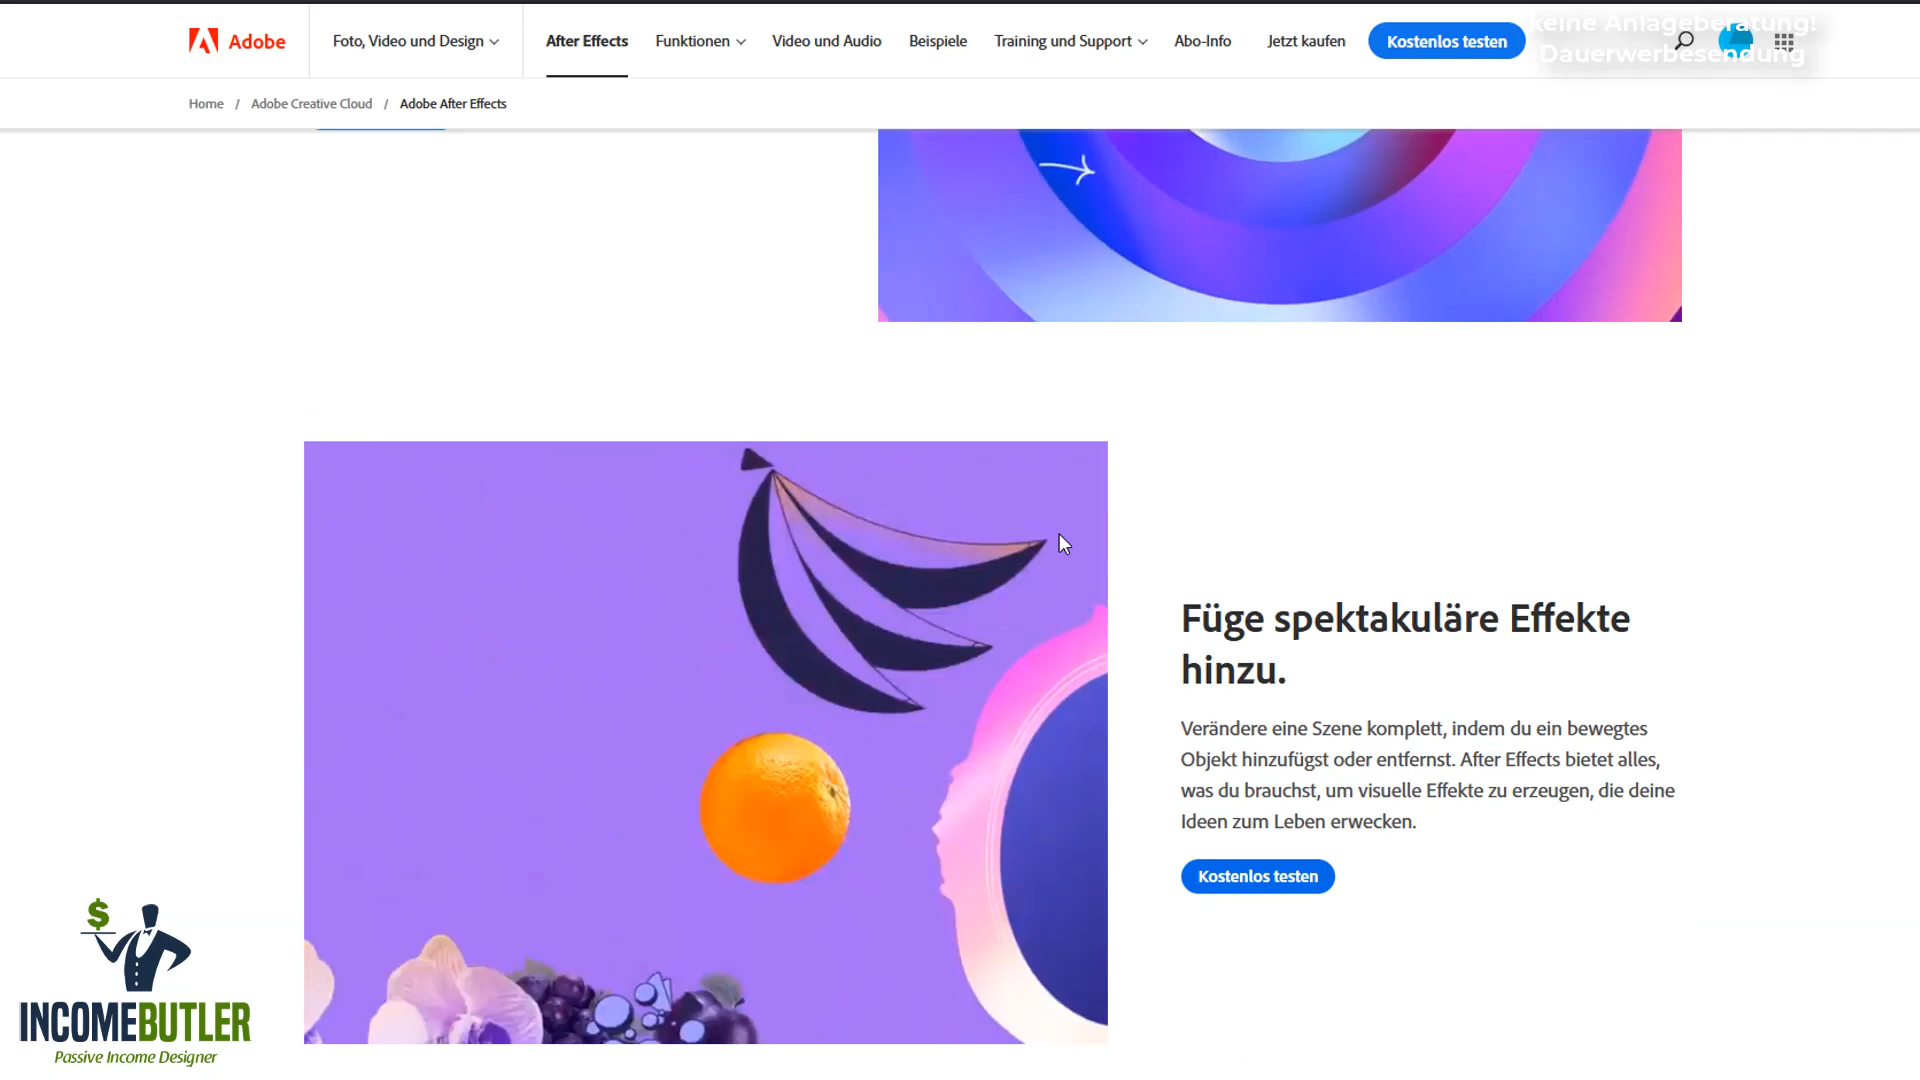 Adobe
Foto, Video und Design
After Effects
Funktionen
Video und Audio
Beispiele
Training und Support
Abo-Info
Jetzt kaufen
Kostenlos testen
keine Anlageberatung!
Dauerwerbesendung
Home / Adobe Creative Cloud / Adobe After Effects
Füge spektakuläre Effekte
hinzu.
Verändere eine Szene komplett, indem du ein bewegtes
Objekt hinzufügst oder entfernst. After Effects bietet alles,
was du brauchst, um visuelle Effekte zu erzeugen, die deine
Ideen zum Leben erwecken.
Kostenlos testen
$
INCOMEBUTLER
Passive Income Designer